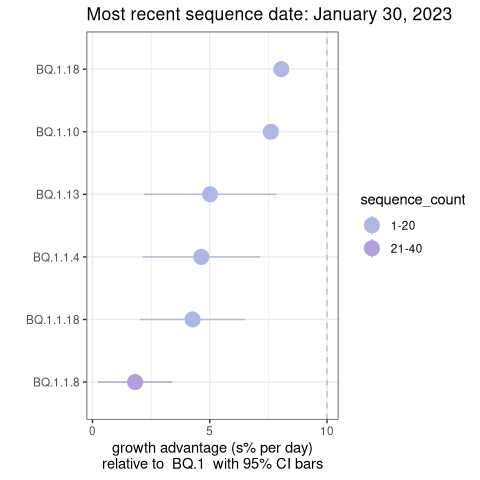 Most recent sequence date: January 30, 2023
BQ.1.18
BQ.1.10
BQ.1.13
BQ.1.1.4
BQ.1.1.18
BQ.1.1.8
0
5
10
growth advantage (s% per day)
relative to  BQ.1  with 95% CI bars
sequence_count
1-20
21-40